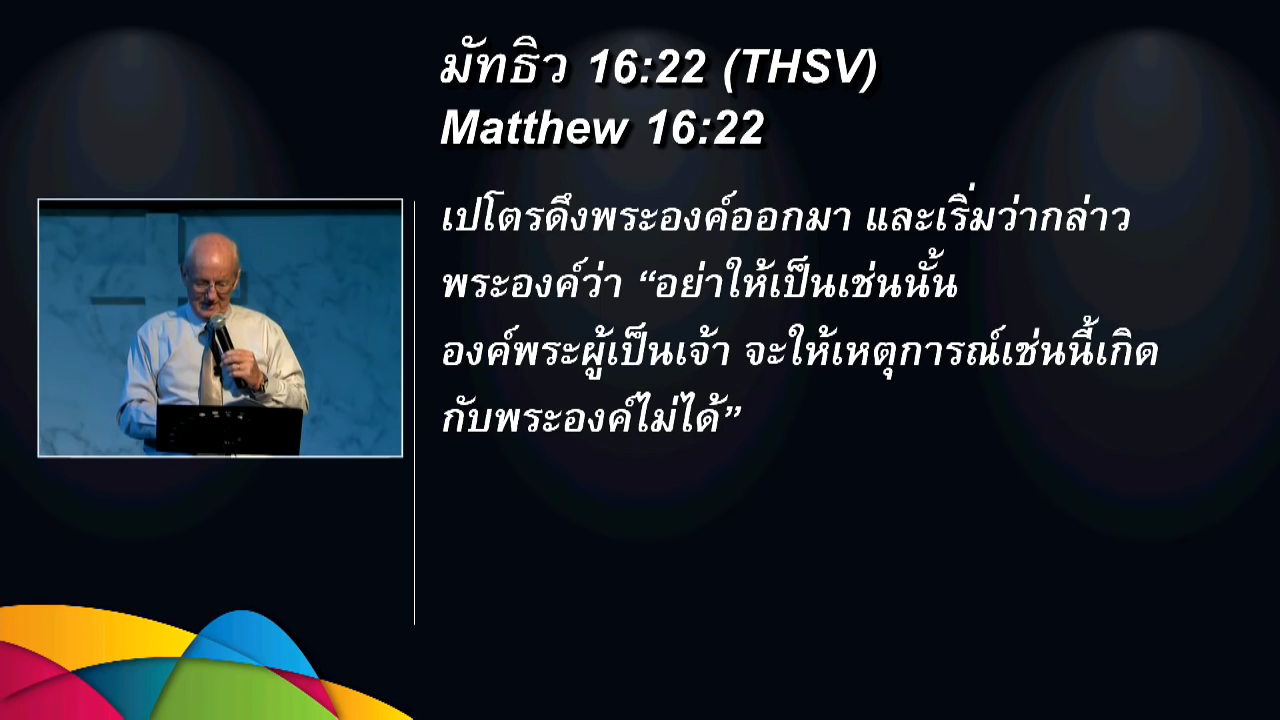 มัทธิว 16:22 (THSV)
Matthew 16:22
เปโตรดึงพระองค์ออกมา และเริ่มว่ากล่าว
พระองค์ว่า “อย่าให้เป็นเช่นนั้น
องค์พระผู้เป็นเจ้า จะให้เหตุการณ์เช่นนี้เกิด
กับพระองค์ไม่ได้”